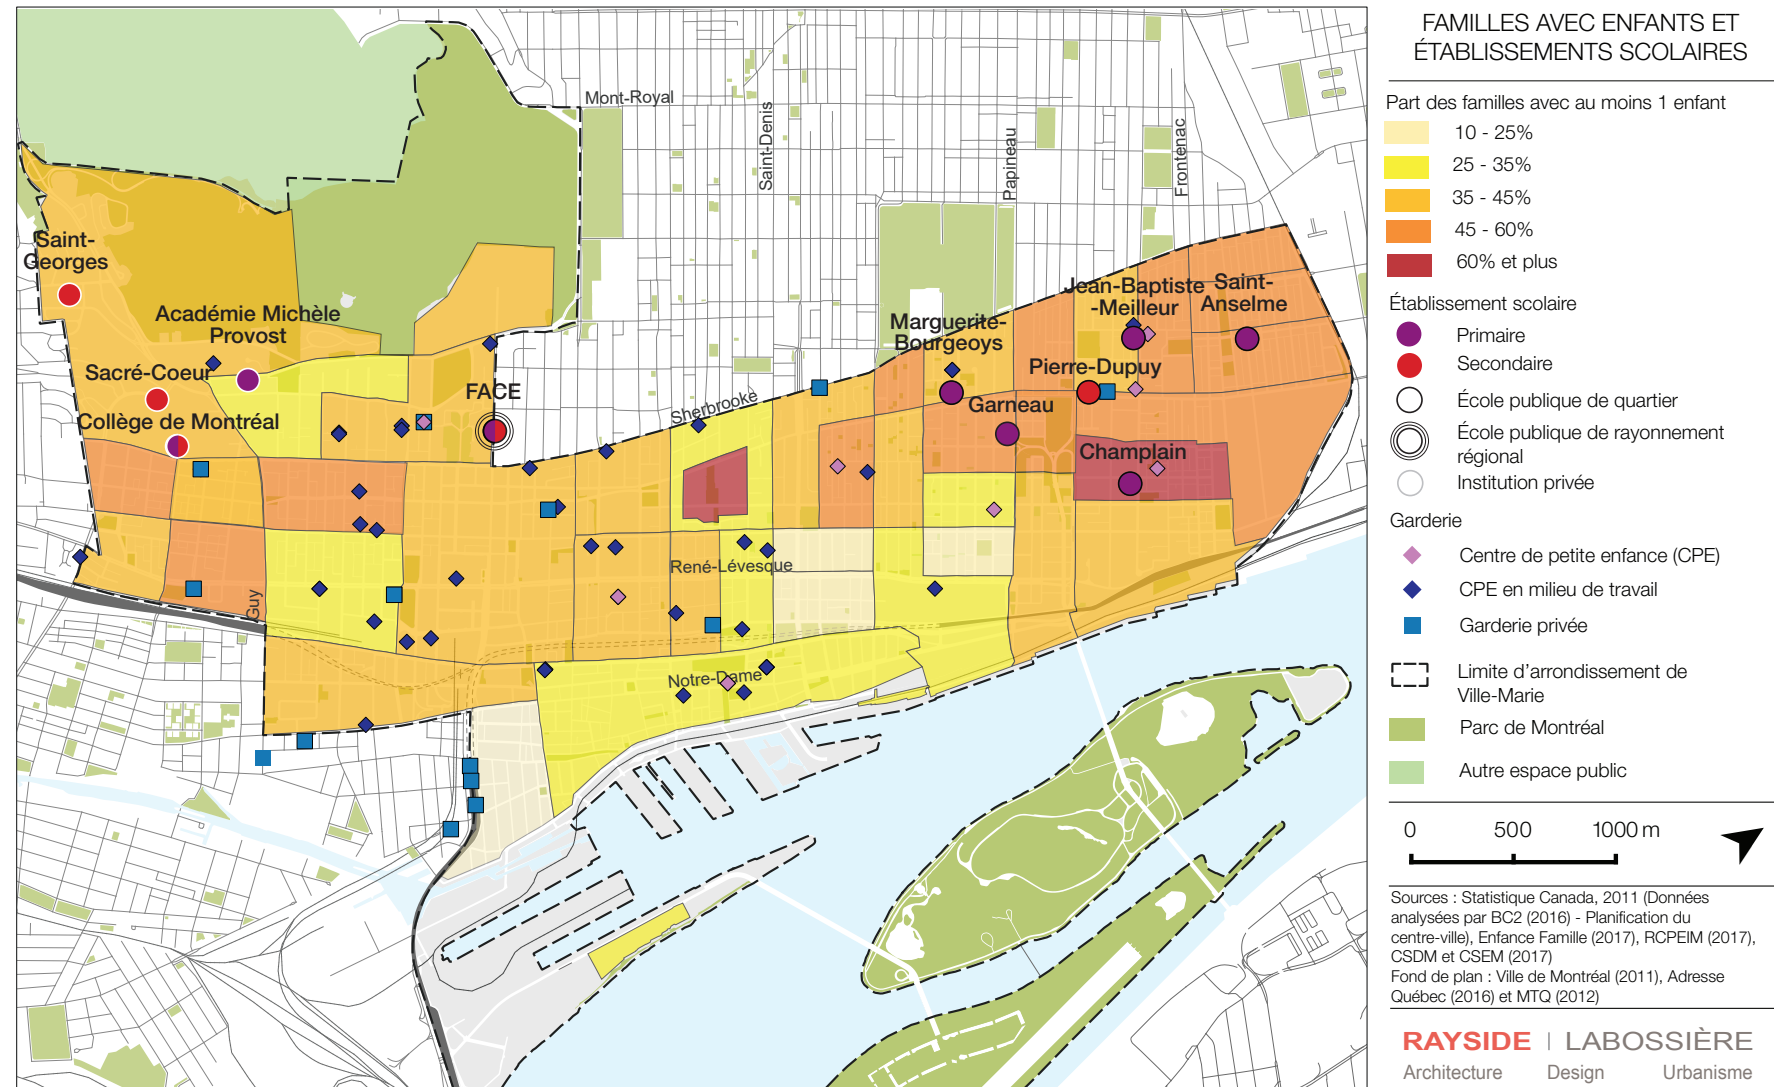 FAMILLES AVEC ENFANTS ET
ÉTABLISSEMENTS SCOLAIRES
Part des familles avec au moins 1 enfant
10 - 25%
25 - 35%
35 - 45%
45 - 60%
60% et plus
Établissement scolaire
Primaire
Secondaire
École publique de quartier
École publique de rayonnement
régional
Institution privée
Garderie
Centre de petite enfance (CPE)
CPE en milieu de travail
Garderie privée
Limite d'arrondissement de
Ville-Marie
Parc de Montréal
Autre espace public
0 500 1000 m
Sources : Statistique Canada, 2011 (Données
analysées par BC2 (2016) - Planification du
centre-ville), Enfance Famille (2017), RCPEIM (2017),
CSDM et CSEM (2017)
Fond de plan : Ville de Montréal (2011), Adresse
Québec (2016) et MTQ (2012)
RAYSIDE | LABOSSIÈRE
Architecture Design Urbanisme
Mont-Royal
Saint-Denis
Papineau
Frontenac
Saint-
Georges
Académie Michèle
Provost
Sacré-Coeur
Collège de Montréal
FACE
Sherbrooke
Marguerite-
Bourgeoys
Jean-Baptiste
-Meilleur
Saint-
Anselme
Pierre-Dupuy
Garneau
Champlain
René-Lévesque
Guy
Notre-Dame